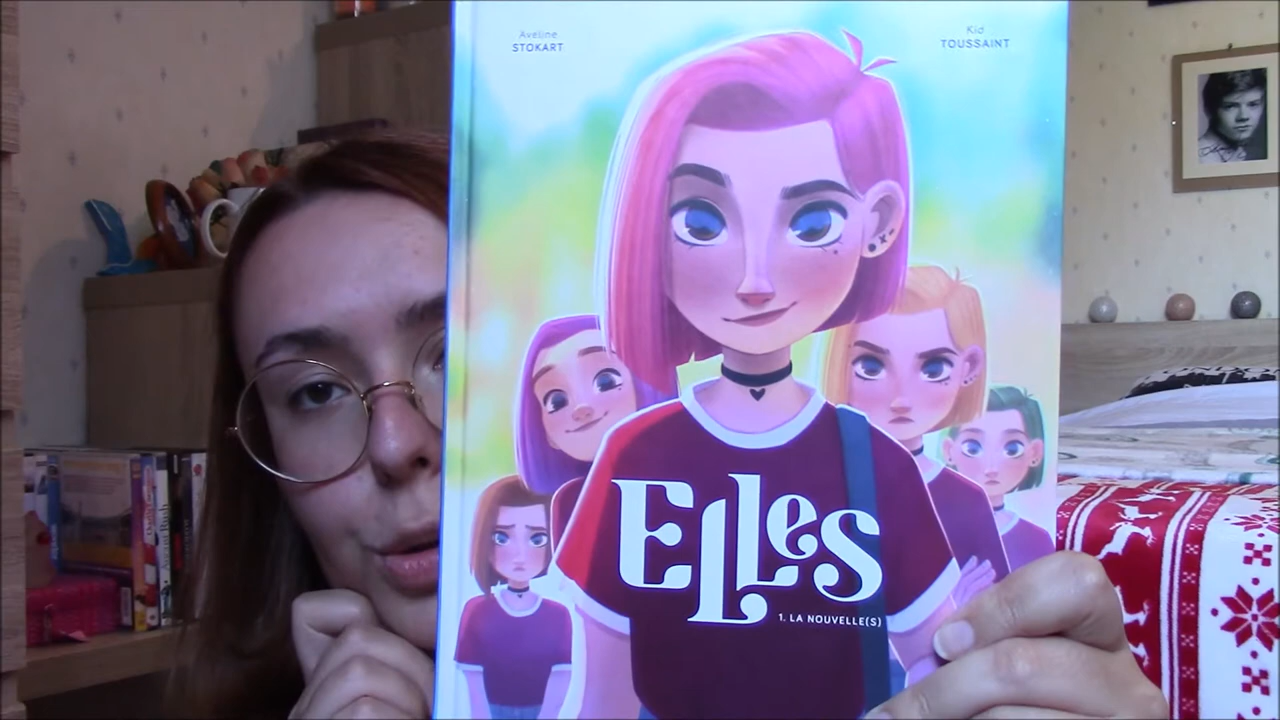 Aveline
STOKART
Kid
TOUSSAINT
ELLes
1. LA NOUVELLE(S)